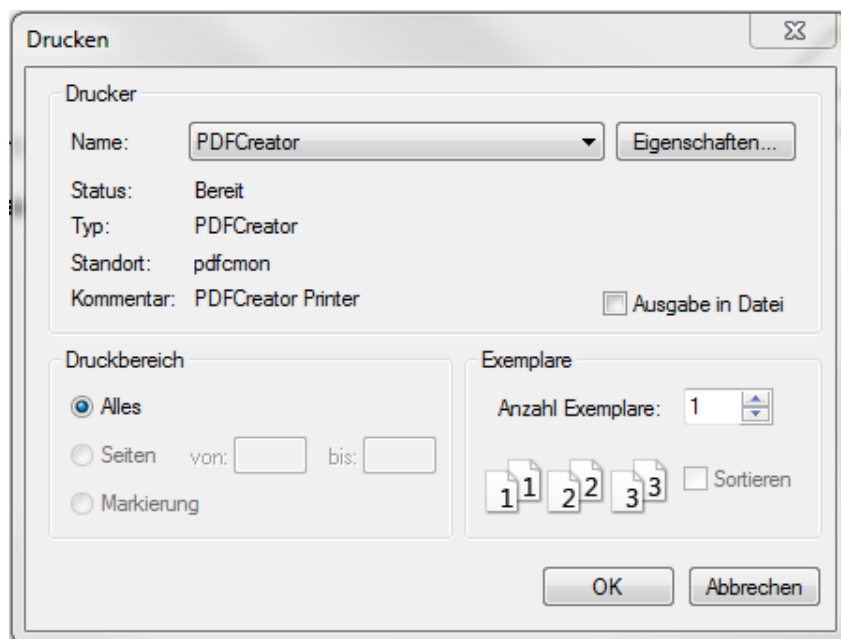 Drucken
Drucker
Name: PDFCreator Eigenschaften...
Status: Bereit
Typ: PDFCreator
Standort: pdfcmon
Kommentar: PDFCreator Printer Ausgabe in Datei
Druckbereich
Alles
Seiten von: bis:
Markierung
Exemplare
Anzahl Exemplare: 1
1 1 2 2 3 3 Sortieren
OK Abbrechen